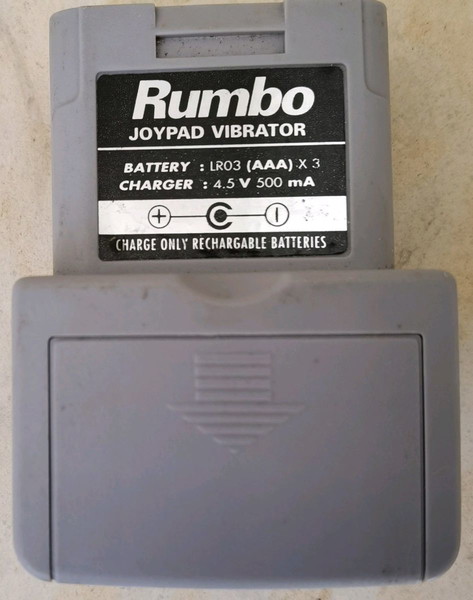 Rumbo
JOYPAD VIBRATOR
BATTERY : LR03 (AAA) X 3
CHARGER : 4.5 V 500 mA
+ C −
CHARGE ONLY RECHARGABLE BATTERIES